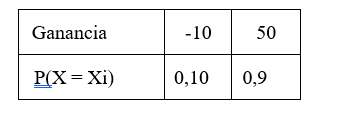 Ganancia -10 50
P(X = Xi) 0,10 0,9